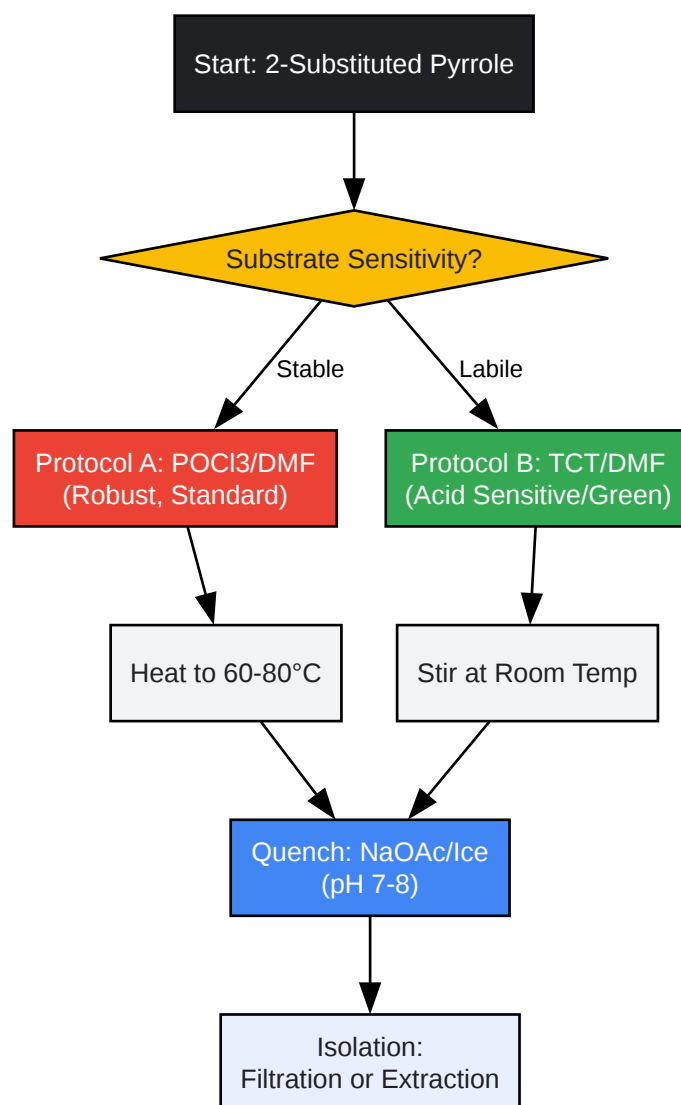 Start: 2-Substituted Pyrrole
Substrate Sensitivity?
Stable
Labile
Protocol A: POCl3/DMF
(Robust, Standard)
Protocol B: TCT/DMF
(Acid Sensitive/Green)
Heat to 60-80°C
Stir at Room Temp
Quench: NaOAc/Ice
(pH 7-8)
Isolation:
Filtration or Extraction